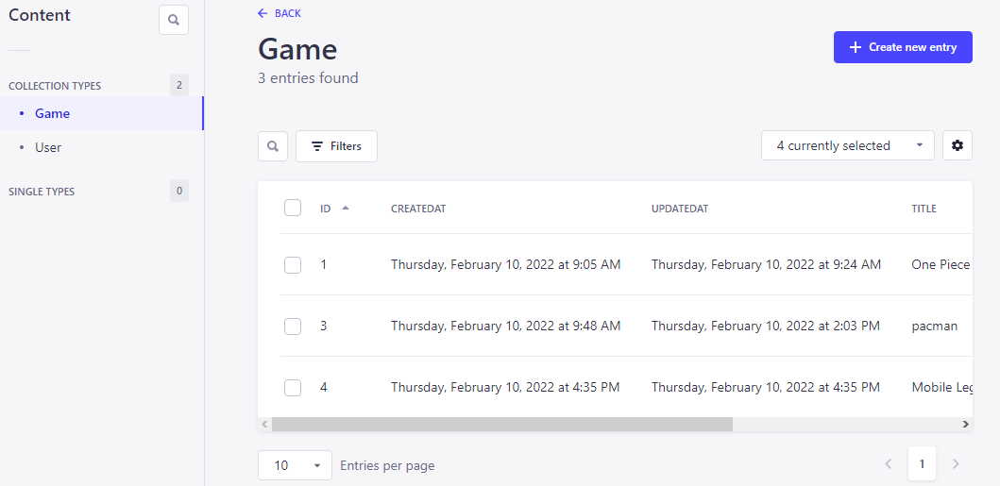 Content
COLLECTION TYPES 2
Game
User
SINGLE TYPES 0
BACK
Game
3 entries found
Create new entry
Filters
4 currently selected
ID CREATEDAT UPDATEDAT TITLE
1 Thursday, February 10, 2022 at 9:05 AM Thursday, February 10, 2022 at 9:24 AM One Piece
3 Thursday, February 10, 2022 at 9:48 AM Thursday, February 10, 2022 at 2:03 PM pacman
4 Thursday, February 10, 2022 at 4:35 PM Thursday, February 10, 2022 at 4:35 PM Mobile Leg
10 Entries per page 1